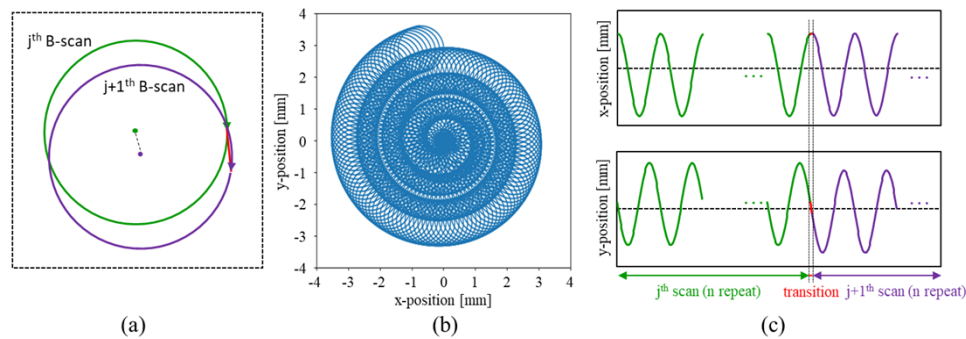 jth B-scan
j+1th B-scan
(a)
4
3
2
1
0
-1
-2
-3
-4
y-position [mm]
-4 -3 -2 -1 0 1 2 3 4
x-position [mm]
(b)
x-position [mm]
...
...
y-position [mm]
...
...
jth scan (n repeat) transition j+1th scan (n repeat)
(c)